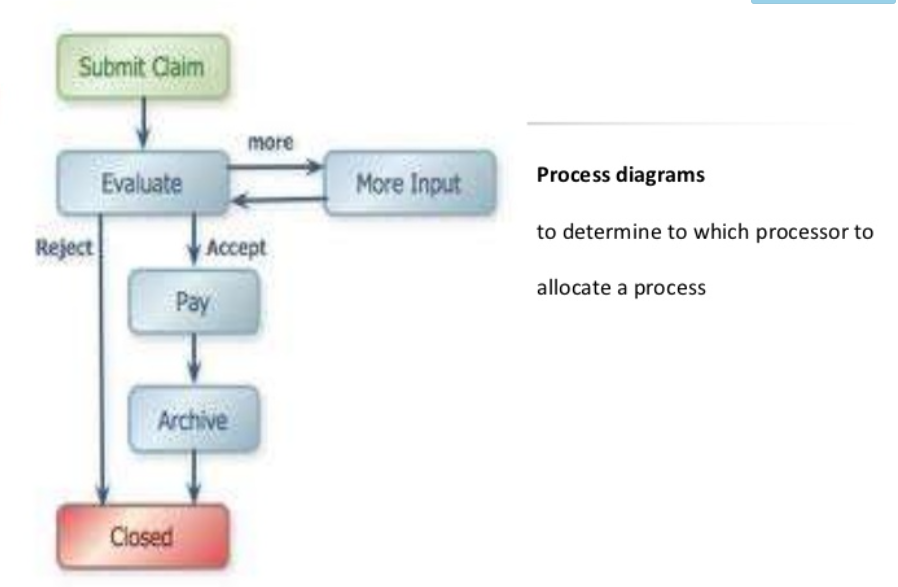 Submit Claim
more
Evaluate
More Input
Process diagrams
to determine to which processor to
Reject
Accept
allocate a process
Pay
Archive
Closed